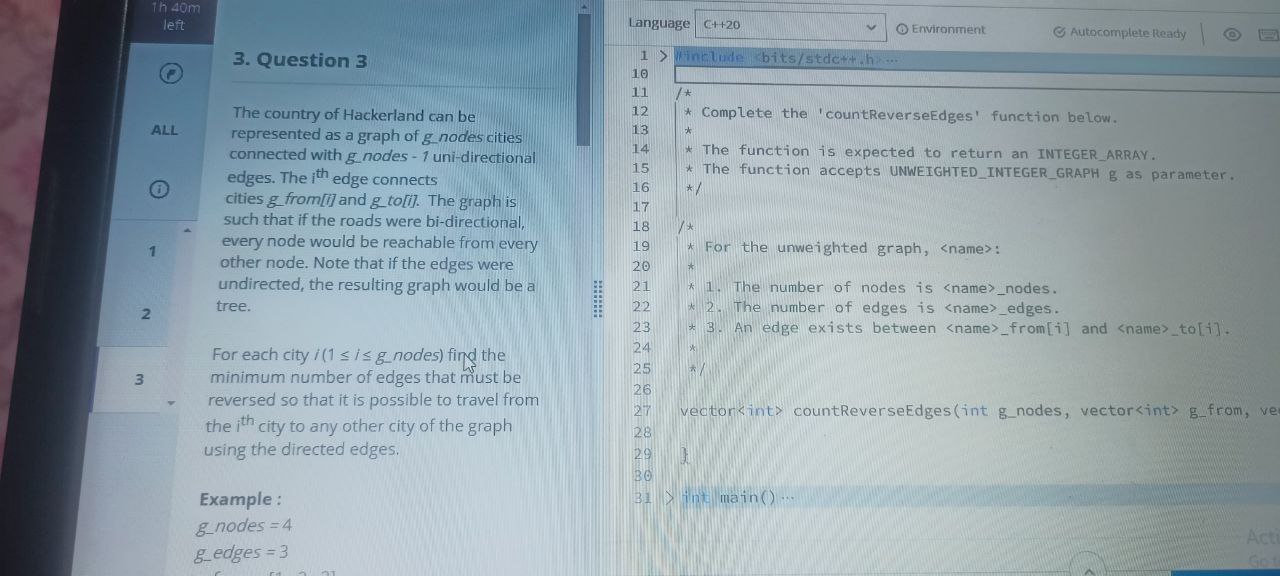 1h 40m
left
ALL
1
2
3
3. Question 3
The country of Hackerland can be
represented as a graph of g_nodes cities
connected with g_nodes - 1 uni-directional
edges. The ith edge connects
cities g_from[i] and g_to[i]. The graph is
such that if the roads were bi-directional,
every node would be reachable from every
other node. Note that if the edges were
undirected, the resulting graph would be a
tree.
For each city i (1 ≤ i ≤ g_nodes) find the
minimum number of edges that must be
reversed so that it is possible to travel from
the ith city to any other city of the graph
using the directed edges.
Example :
g_nodes = 4
g_edges = 3
Language C++20 Environment Autocomplete Ready
1 > #include <bits/stdc++.h>···
10
11 /*
12 * Complete the 'countReverseEdges' function below.
13 *
14 * The function is expected to return an INTEGER_ARRAY.
15 * The function accepts UNWEIGHTED_INTEGER_GRAPH g as parameter.
16 */
17
18 /*
19 * For the unweighted graph, <name>:
20 *
21 * 1. The number of nodes is <name>_nodes.
22 * 2. The number of edges is <name>_edges.
23 * 3. An edge exists between <name>_from[i] and <name>_to[i].
24 *
25 */
26
27 vector<int> countReverseEdges(int g_nodes, vector<int> g_from, ve
28
29 }
30
31 > int main()···